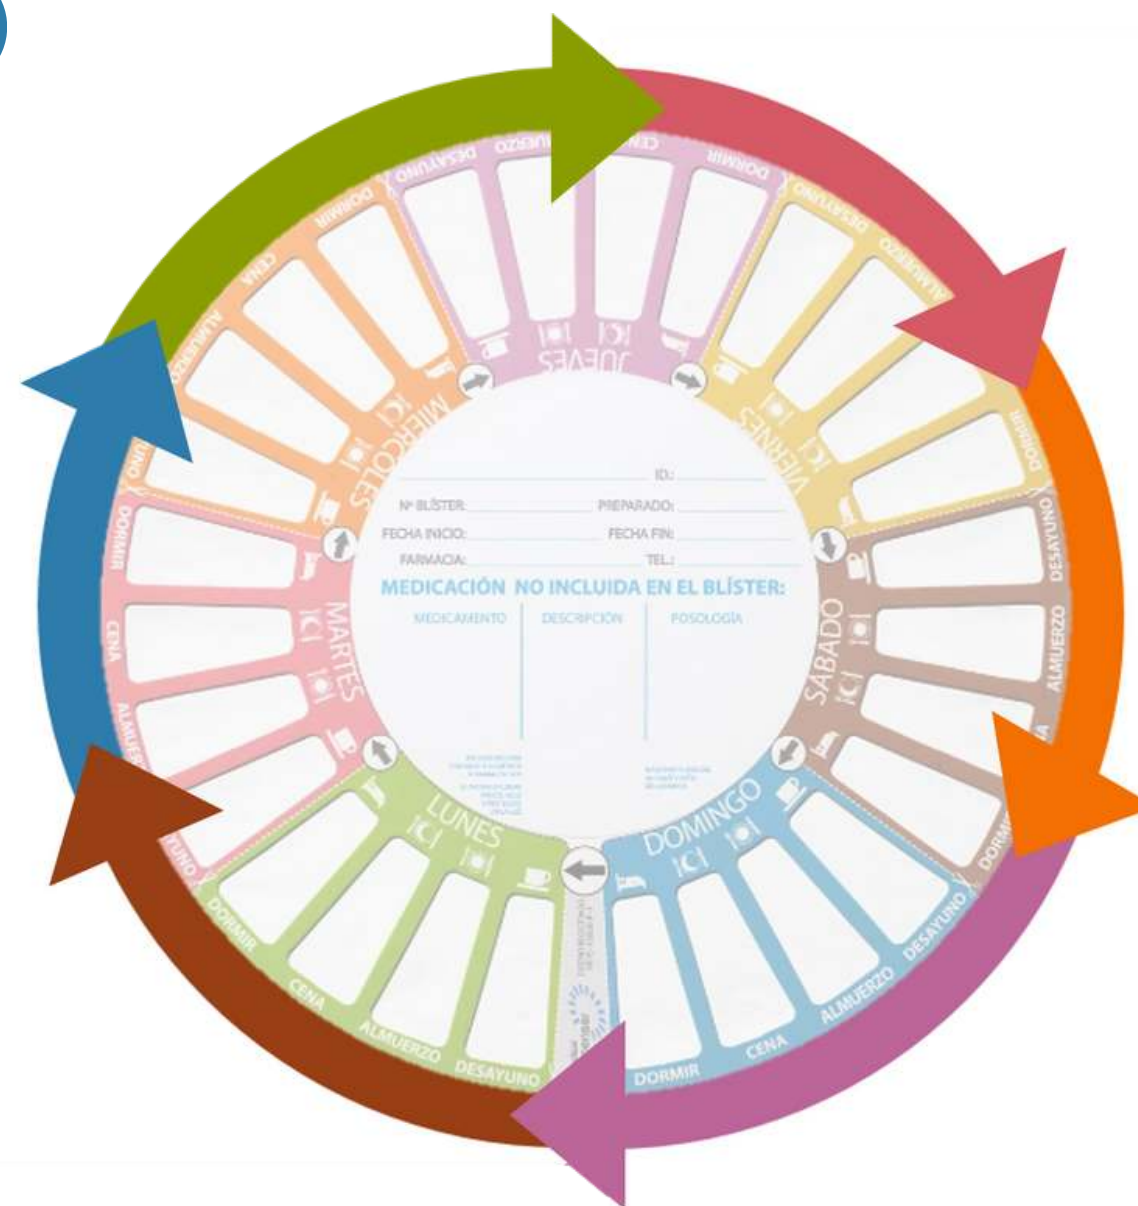 LUNES
DESAYUNO
ALMUERZO
CENA
DORMIR
MARTES
CENA
DORMIR
MIERCOLES
ALMUERZO
CENA
DORMIR
JUEVES
DESAYUNO
DORMIR
VIERNES
DESAYUNO
ALMUERZO
DORMIR
SÁBADO
DESAYUNO
ALMUERZO
DOMINGO
DESAYUNO
ALMUERZO
CENA
DORMIR
ID.:
Nº BLÍSTER: PREPARADO:
FECHA INICIO: FECHA FIN:
FARMACIA: TEL.:
MEDICACIÓN NO INCLUIDA EN EL BLÍSTER:
MEDICAMENTO DESCRIPCIÓN POSOLOGÍA